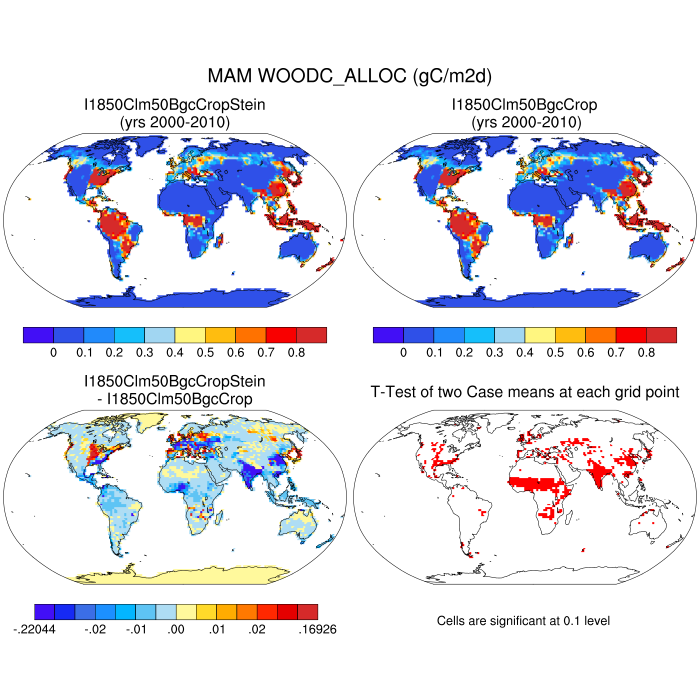 MAM WOODC_ALLOC (gC/m2d)
I1850Clm50BgcCropStein
(yrs 2000-2010)
I1850Clm50BgcCrop
(yrs 2000-2010)
0 0.1 0.2 0.3 0.4 0.5 0.6 0.7 0.8
0 0.1 0.2 0.3 0.4 0.5 0.6 0.7 0.8
I1850Clm50BgcCropStein
- I1850Clm50BgcCrop
T-Test of two Case means at each grid point
-.22044 -.02 -.01 .00 .01 .02 .16926
Cells are significant at 0.1 level